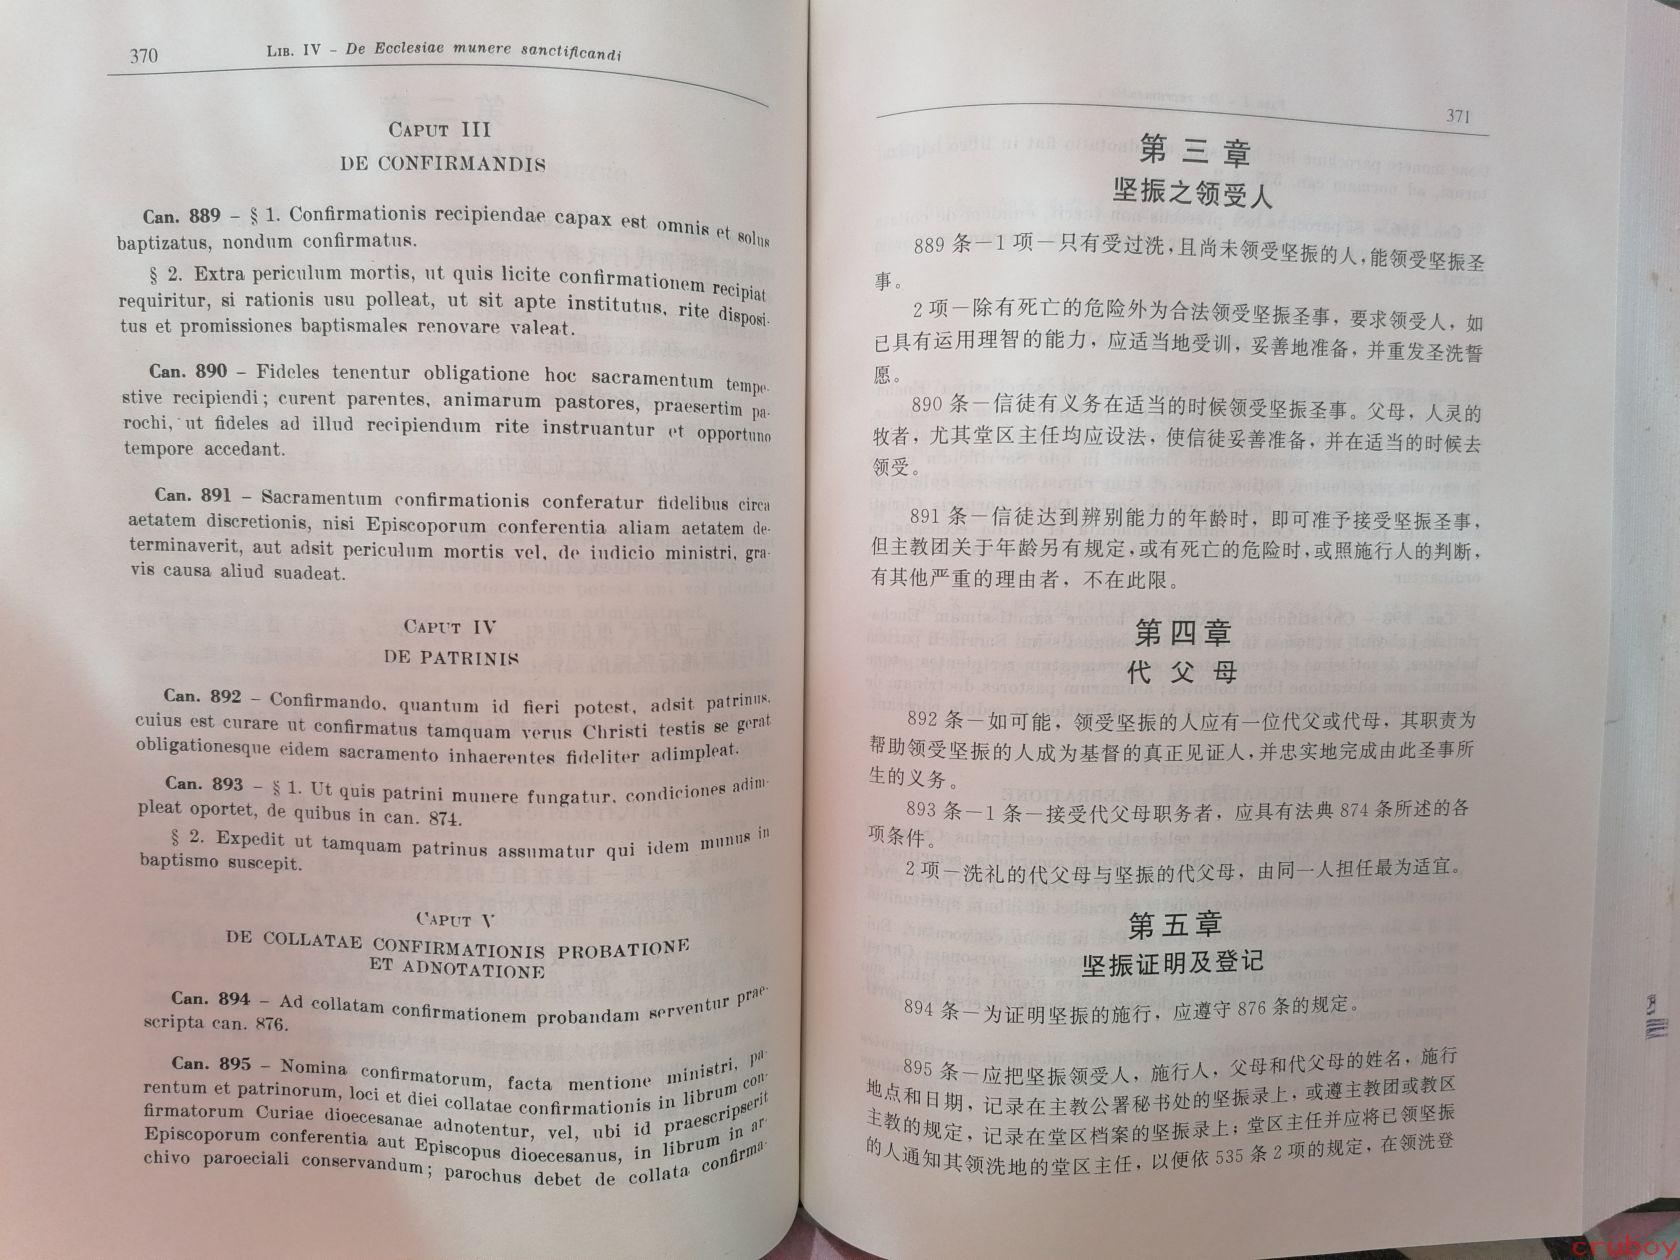 370
LIB. IV – De Ecclesiae munere sanctificandi
CAPUT III
DE CONFIRMANDIS
Can. 889 – § 1. Confirmationis recipiendae capax est omnis et solus
baptizatus, nondum confirmatus.
§ 2. Extra periculum mortis, ut quis licite confirmationem recipiat
requiritur, si rationis usu polleat, ut sit apte institutus, rite disposi-
tus et promissiones baptismales renovare valeat.
Can. 890 – Fideles tenentur obligatione hoc sacramentum tempe-
stive recipiendi; curent parentes, animarum pastores, praesertim pa-
rochi, ut fideles ad illud recipiendum rite instruantur et opportuno
tempore accedant.
Can. 891 – Sacramentum confirmationis conferatur fidelibus circa
aetatem discretionis, nisi Episcoporum conferentia aliam aetatem de-
terminaverit, aut adsit periculum mortis vel, de iudicio ministri, gra-
vis causa aliud suadeat.
CAPUT IV
DE PATRINIS
Can. 892 – Confirmando, quantum id fieri potest, adsit patrinus,
cuius est curare ut confirmatus tamquam verus Christi testis se gerat
obligationesque eidem sacramento inhaerentes fideliter adimpleat.
Can. 893 – § 1. Ut quis patrini munere fungatur, condiciones adim-
pleat oportet, de quibus in can. 874.
§ 2. Expedit ut tamquam patrinus assumatur qui idem munus in
baptismo suscepit.
CAPUT V
DE COLLATAE CONFIRMATIONIS PROBATIONE
ET ADNOTATIONE
Can. 894 – Ad collatam confirmationem probandam serventur prae-
scripta can. 876.
Can. 895 – Nomina confirmatorum, facta mentione ministri, pa-
rentum et patrinorum, loci et diei collatae confirmationis in librum con-
firmatorum Curiae dioecesanae adnotentur, vel, ubi id praescripserit
Episcoporum conferentia aut Episcopus dioecesanus, in librum in ar-
chivo paroeciali conservandum; parochus debet de collata confirma-
371
第三章
坚振之领受人
889 条－1 项－只有受过洗,且尚未领受坚振的人,能领受坚振圣
事。
2 项－除有死亡的危险外为合法领受坚振圣事，要求领受人，如
已具有运用理智的能力，应适当地受训，妥善地准备，并重发圣洗誓
愿。
890 条－信徒有义务在适当的时候领受坚振圣事。父母，人灵的
牧者，尤其堂区主任均应设法，使信徒妥善准备，并在适当的时候去
领受。
891 条－信徒达到辨别能力的年龄时，即可准予接受坚振圣事，
但主教团关于年龄另有规定,或有死亡的危险时,或照施行人的判断,
有其他严重的理由者，不在此限。
第四章
代父母
892 条－如可能，领受坚振的人应有一位代父或代母，其职责为
帮助领受坚振的人成为基督的真正见证人,并忠实地完成由此圣事所
生的义务。
893 条－1 条－接受代父母职务者，应具有法典 874 条所述的各
项条件。
2 项－洗礼的代父母与坚振的代父母，由同一人担任最为适宜。
第五章
坚振证明及登记
894 条－为证明坚振的施行，应遵守 876 条的规定。
895 条－应把坚振领受人，施行人，父母和代父母的姓名，施行
地点和日期，记录在主教公署秘书处的坚振录上，或遵主教团或教区
主教的规定，记录在堂区档案的坚振录上；堂区主任并应将已领坚振
的人通知其领洗地的堂区主任，以便依 535 条 2 项的规定，在领洗登
cruboy